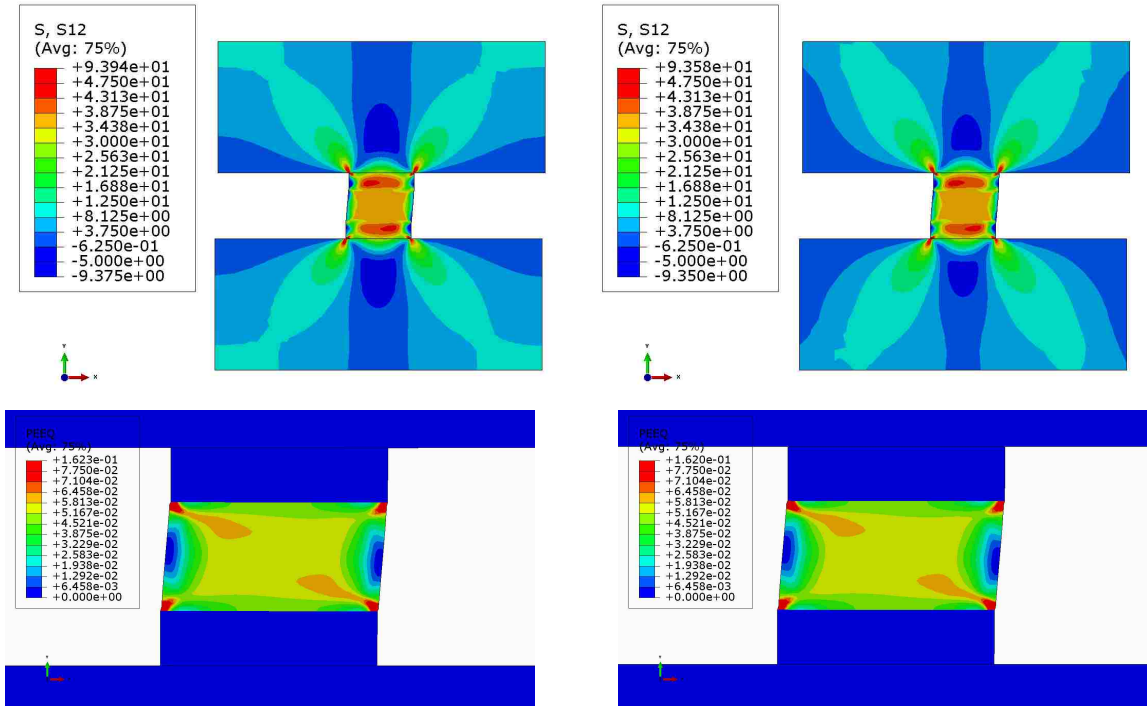 S, S12
(Avg: 75%)
+9.394e+01
+4.750e+01
+4.313e+01
+3.875e+01
+3.438e+01
+3.000e+01
+2.563e+01
+2.125e+01
+1.688e+01
+1.250e+01
+8.125e+00
+3.750e+00
-6.250e-01
-5.000e+00
-9.375e+00
Y
X
S, S12
(Avg: 75%)
+9.358e+01
+4.750e+01
+4.313e+01
+3.875e+01
+3.438e+01
+3.000e+01
+2.563e+01
+2.125e+01
+1.688e+01
+1.250e+01
+8.125e+00
+3.750e+00
-6.250e-01
-5.000e+00
-9.350e+00
Y
X
PEEQ
(Avg: 75%)
+1.623e-01
+7.750e-02
+7.104e-02
+6.458e-02
+5.813e-02
+5.167e-02
+4.521e-02
+3.875e-02
+3.229e-02
+2.583e-02
+1.938e-02
+1.292e-02
+6.458e-03
+0.000e+00
Y
PEEQ
(Avg: 75%)
+1.620e-01
+7.750e-02
+7.104e-02
+6.458e-02
+5.813e-02
+5.167e-02
+4.521e-02
+3.875e-02
+3.229e-02
+2.583e-02
+1.938e-02
+1.292e-02
+6.458e-03
+0.000e+00
Y